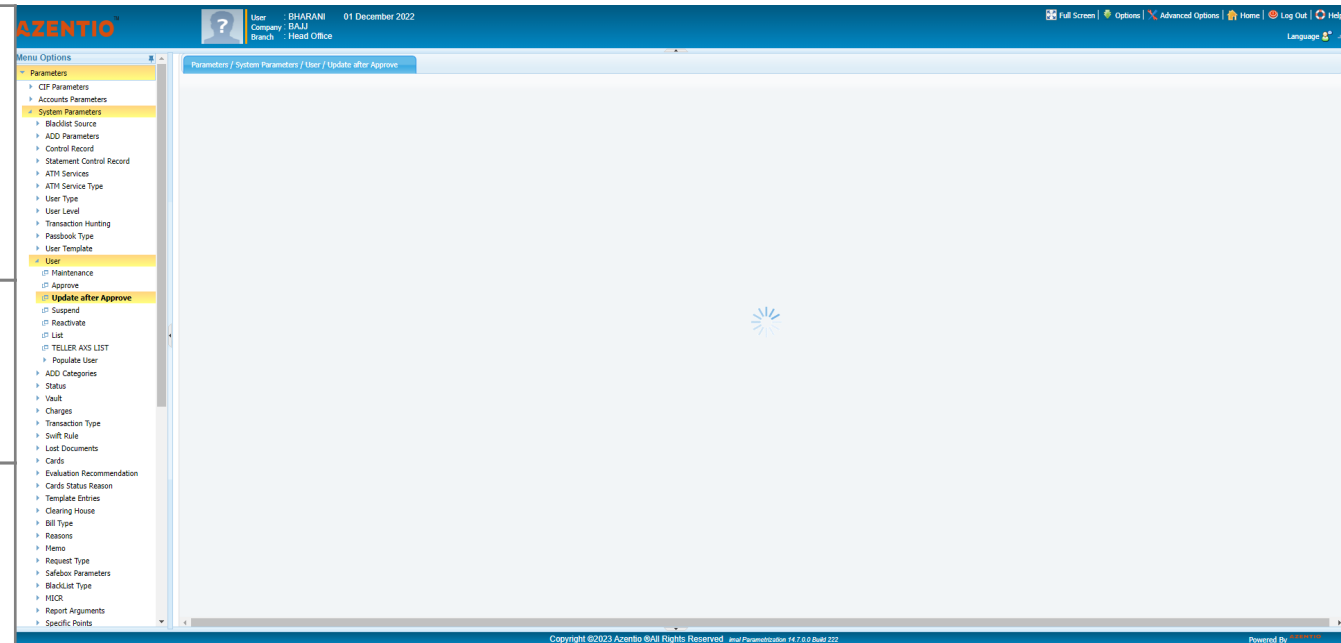 AZENTIO™
User : BHARANI 01 December 2022
Company : BAJJ
Branch : Head Office
Full Screen | Options | Advanced Options | Home | Log Out | Help
Language
Menu Options
Parameters / System Parameters / User / Update after Approve
Parameters
CIF Parameters
Accounts Parameters
System Parameters
Blacklist Source
ADD Parameters
Control Record
Statement Control Record
ATM Services
ATM Service Type
User Type
User Level
Transaction Hunting
Passbook Type
User Template
User
Maintenance
Approve
Update after Approve
Suspend
Reactivate
List
TELLER AXS LIST
Populate User
ADD Categories
Status
Vault
Charges
Transaction Type
Swift Rule
Lost Documents
Cards
Evaluation Recommendation
Cards Status Reason
Template Entries
Clearing House
Bill Type
Reasons
Memo
Request Type
Safebox Parameters
BlackList Type
MICR
Report Arguments
Specific Points
Copyright ©2023 Azentio ®All Rights Reserved imal Parametrization 14.7.0.0 Build 222
Powered By AZENTIO